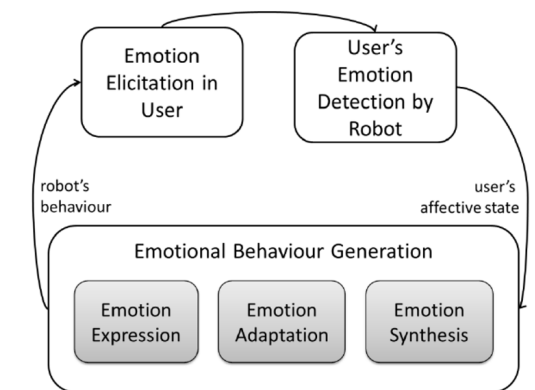 Emotion
Elicitation in
User
User's
Emotion
Detection by
Robot
robot's
behaviour
user's
affective state
Emotional Behaviour Generation
Emotion
Expression
Emotion
Adaptation
Emotion
Synthesis